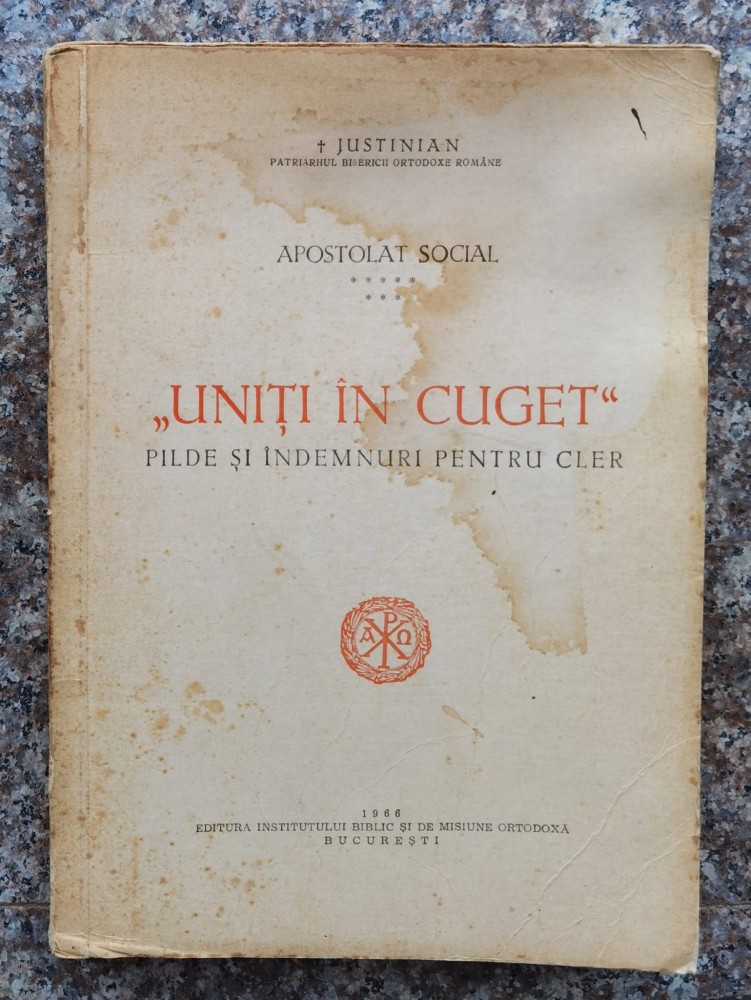 † JUSTINIAN
PATRIARHUL BISERICII ORTODOXE ROMÂNE
APOSTOLAT SOCIAL
* * * * *
* * *
„UNIȚI ÎN CUGET“
PILDE ȘI ÎNDEMNURI PENTRU CLER
Α Ρ Ω
1966
EDITURA INSTITUTULUI BIBLIC ȘI DE MISIUNE ORTODOXĂ
BUCUREȘTI